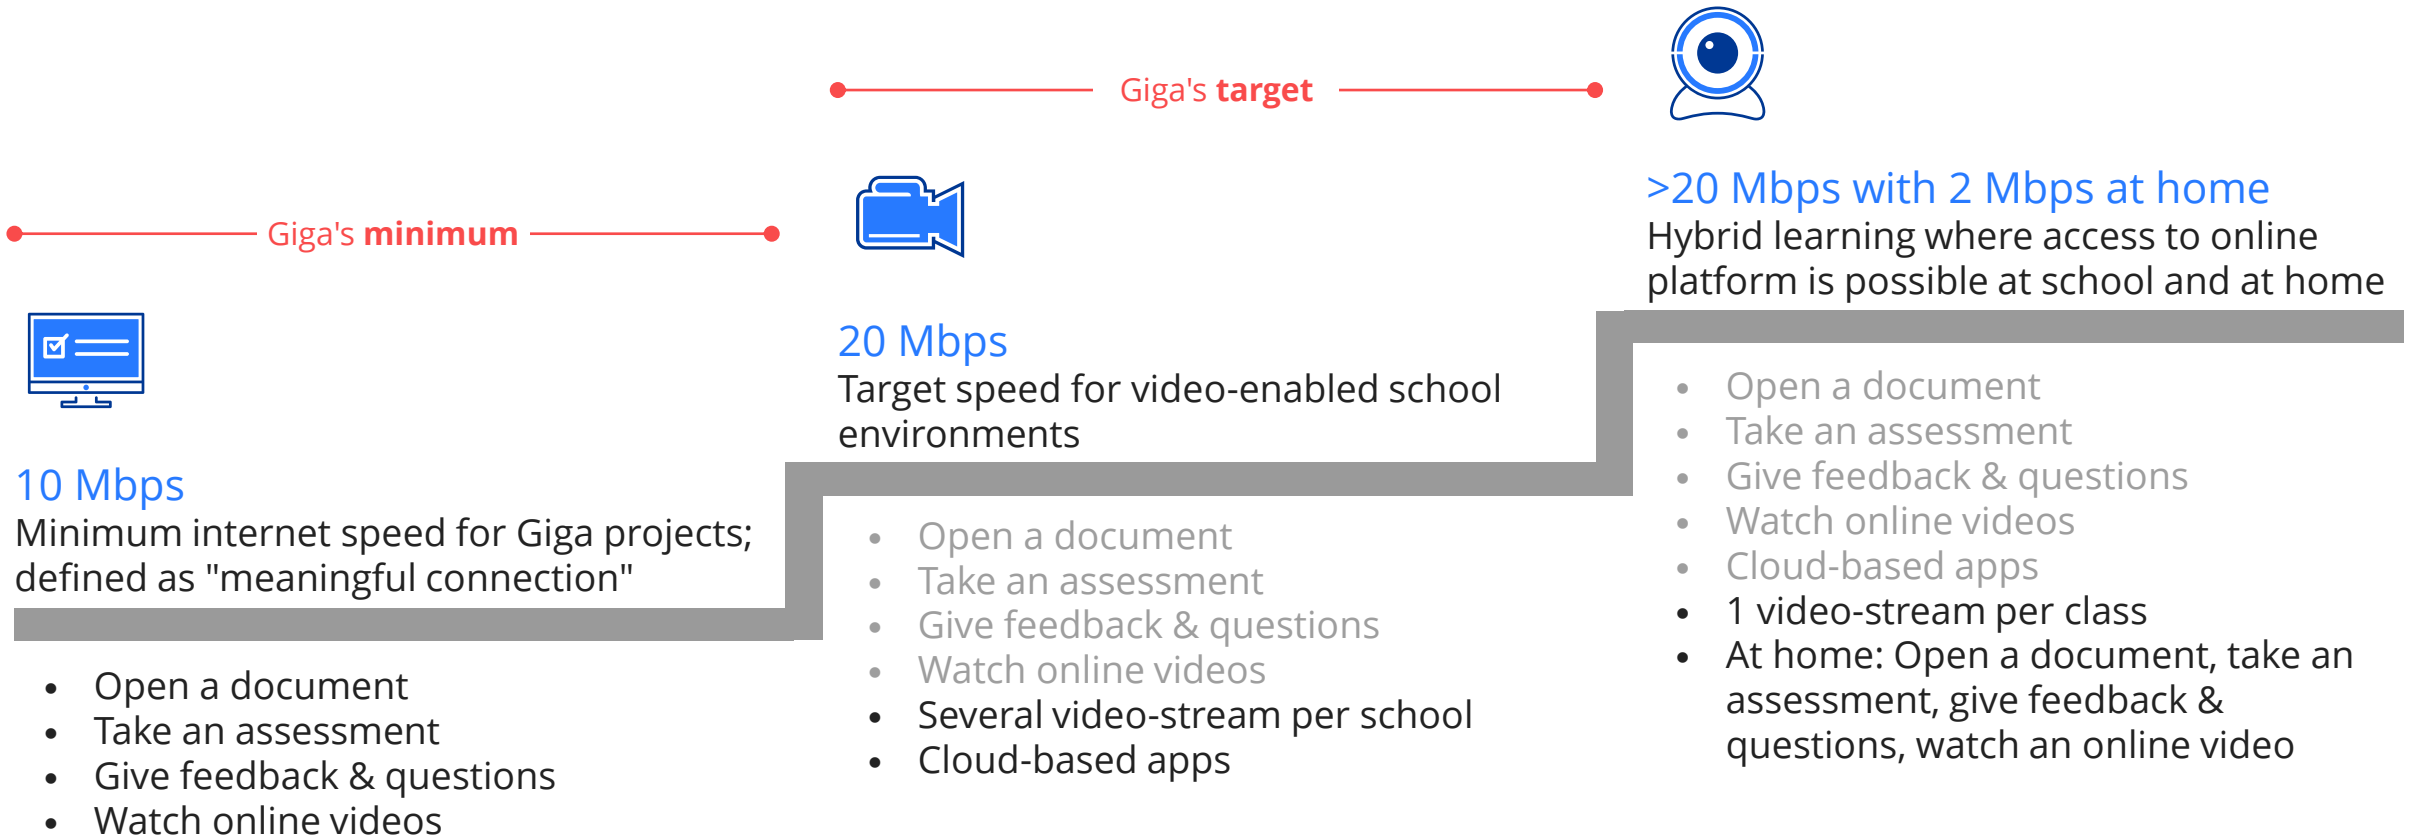 Giga's minimum
10 Mbps
Minimum internet speed for Giga projects;
defined as "meaningful connection"
• Open a document
• Take an assessment
• Give feedback & questions
• Watch online videos
Giga's target
20 Mbps
Target speed for video-enabled school
environments
• Open a document
• Take an assessment
• Give feedback & questions
• Watch online videos
• Several video-stream per school
• Cloud-based apps
>20 Mbps with 2 Mbps at home
Hybrid learning where access to online
platform is possible at school and at home
• Open a document
• Take an assessment
• Give feedback & questions
• Watch online videos
• Cloud-based apps
• 1 video-stream per class
• At home: Open a document, take an
assessment, give feedback &
questions, watch an online video